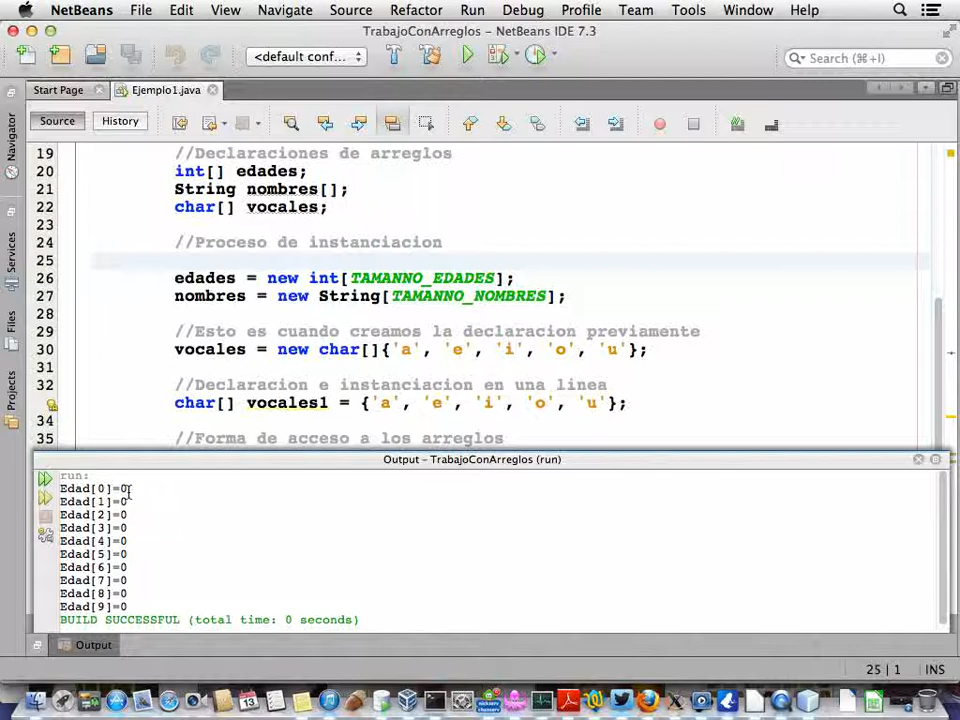 NetBeans File Edit View Navigate Source Refactor Run Debug Profile Team Tools Window Help
TrabajoConArreglos - NetBeans IDE 7.3
<default conf...
Search (⌘+I)
Start Page
Ejemplo1.java
Source History
Navigator
Services
Files
Projects
19 //Declaraciones de arreglos
20 int[] edades;
21 String nombres[];
22 char[] vocales;
23
24 //Proceso de instanciacion
25
26 edades = new int[TAMANNO_EDADES];
27 nombres = new String[TAMANNO_NOMBRES];
28
29 //Esto es cuando creamos la declaracion previamente
30 vocales = new char[]{'a', 'e', 'i', 'o', 'u'};
31
32 //Declaracion e instanciacion en una linea
char[] vocales1 = {'a', 'e', 'i', 'o', 'u'};
34
35 //Forma de acceso a los arreglos
Output - TrabajoConArreglos (run)
run:
Edad[0]=0
Edad[1]=0
Edad[2]=0
Edad[3]=0
Edad[4]=0
Edad[5]=0
Edad[6]=0
Edad[7]=0
Edad[8]=0
Edad[9]=0
BUILD SUCCESSFUL (total time: 0 seconds)
Output
25 | 1 INS